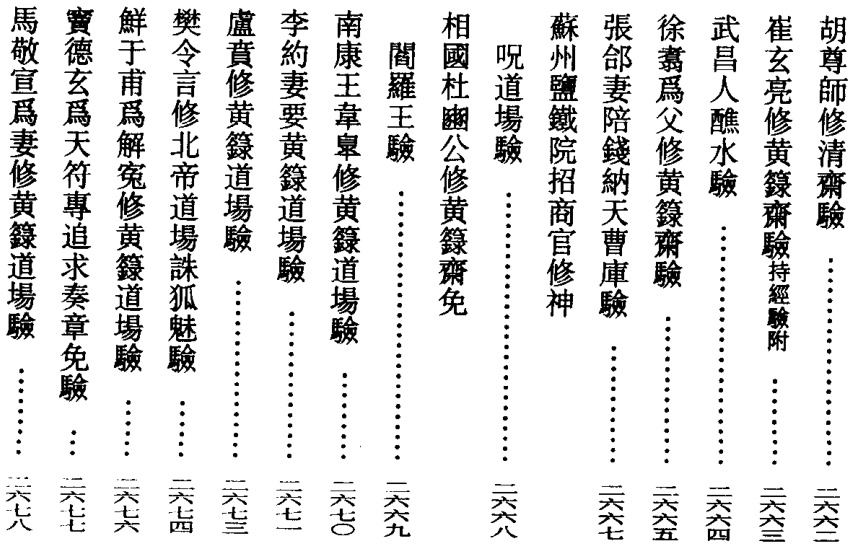 胡尊師修清齋驗…………二六六二
崔玄亮修黄籙齋驗持經驗附……二六六三
武昌人醮水驗…………二六六四
徐翥爲父修黄籙齋驗…………二六六五
張郃妻陪錢納天曹庫驗…………二六六七
蘇州鹽鐵院招商官修神
呪道場驗…………二六六八
相國杜豳公修黄籙齋免
閻羅王驗…………二六六九
南康王韋臯修黄籙道場驗……二六七〇
李約妻要黄籙道場驗…………二六七一
盧賁修黄籙道場驗…………二六七三
樊令言修北帝道場誅狐魅驗……二六七四
鮮于甫爲解冤修黄籙道場驗……二六七六
竇德玄爲天符專追求奏章免驗…二六七七
馬敬宣爲妻修黄籙道場驗……二六七八